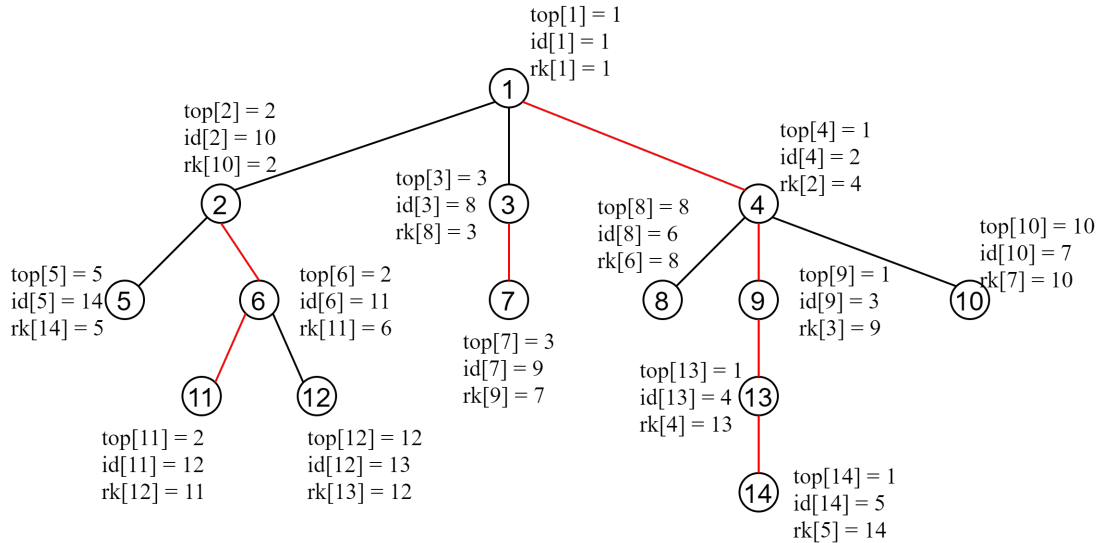 top[1] = 1
id[1] = 1
rk[1] = 1
1
top[2] = 2
id[2] = 10
rk[10] = 2
2
top[3] = 3
id[3] = 8
rk[8] = 3
3
top[4] = 1
id[4] = 2
rk[2] = 4
4
top[5] = 5
id[5] = 14
rk[14] = 5
5
top[6] = 2
id[6] = 11
rk[11] = 6
6
7
top[7] = 3
id[7] = 9
rk[9] = 7
top[8] = 8
id[8] = 6
rk[6] = 8
8
top[9] = 1
id[9] = 3
rk[3] = 9
9
top[10] = 10
id[10] = 7
rk[7] = 10
10
11
top[11] = 2
id[11] = 12
rk[12] = 11
12
top[12] = 12
id[12] = 13
rk[13] = 12
top[13] = 1
id[13] = 4
rk[4] = 13
13
14
top[14] = 1
id[14] = 5
rk[5] = 14